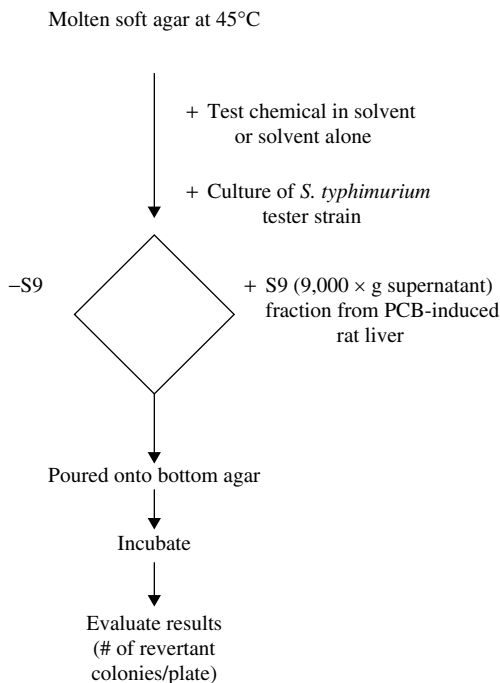 Molten soft agar at 45°C
+ Test chemical in solvent
or solvent alone
+ Culture of S. typhimurium
tester strain
−S9
+ S9 (9,000 × g supernatant)
fraction from PCB-induced
rat liver
Poured onto bottom agar
Incubate
Evaluate results
(# of revertant
colonies/plate)